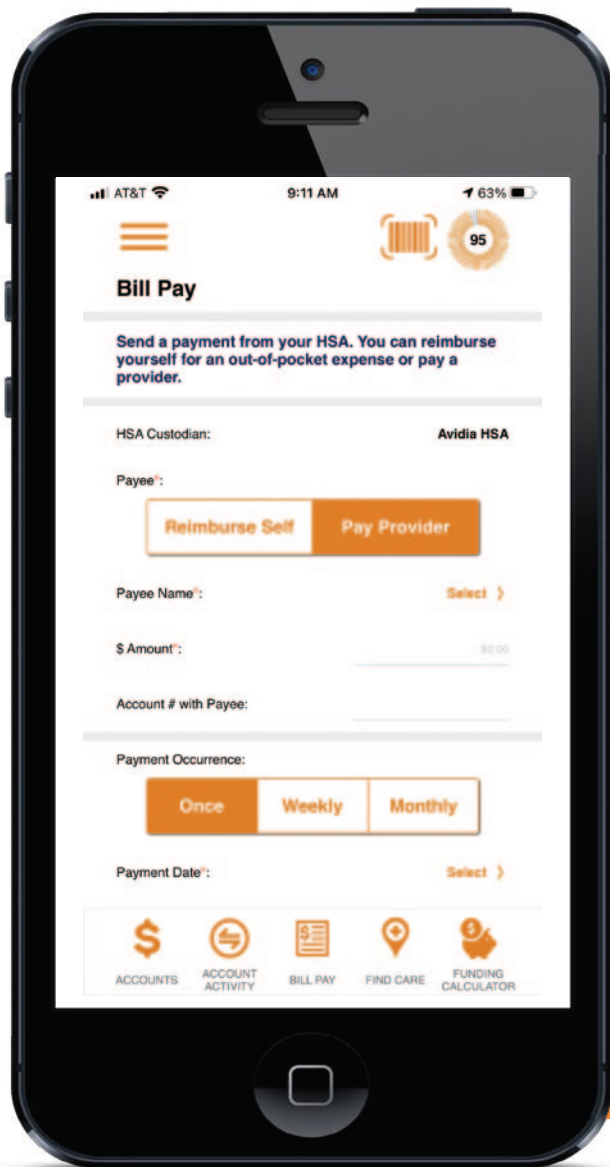 AT&T 9:11 AM 63%
95
Bill Pay
Send a payment from your HSA. You can reimburse
yourself for an out-of-pocket expense or pay a
provider.
HSA Custodian: Avidia HSA
Payee*:
Reimburse Self Pay Provider
Payee Name*: Select >
$ Amount*: $0.00
Account # with Payee:
Payment Occurrence:
Once Weekly Monthly
Payment Date*: Select >
ACCOUNTS
ACCOUNT
ACTIVITY
BILL PAY
FIND CARE
FUNDING
CALCULATOR